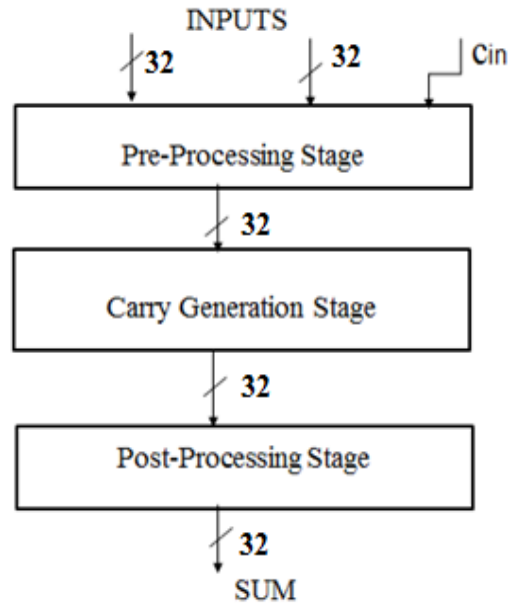 INPUTS
32 32 Cin
Pre-Processing Stage
32
Carry Generation Stage
32
Post-Processing Stage
32
SUM